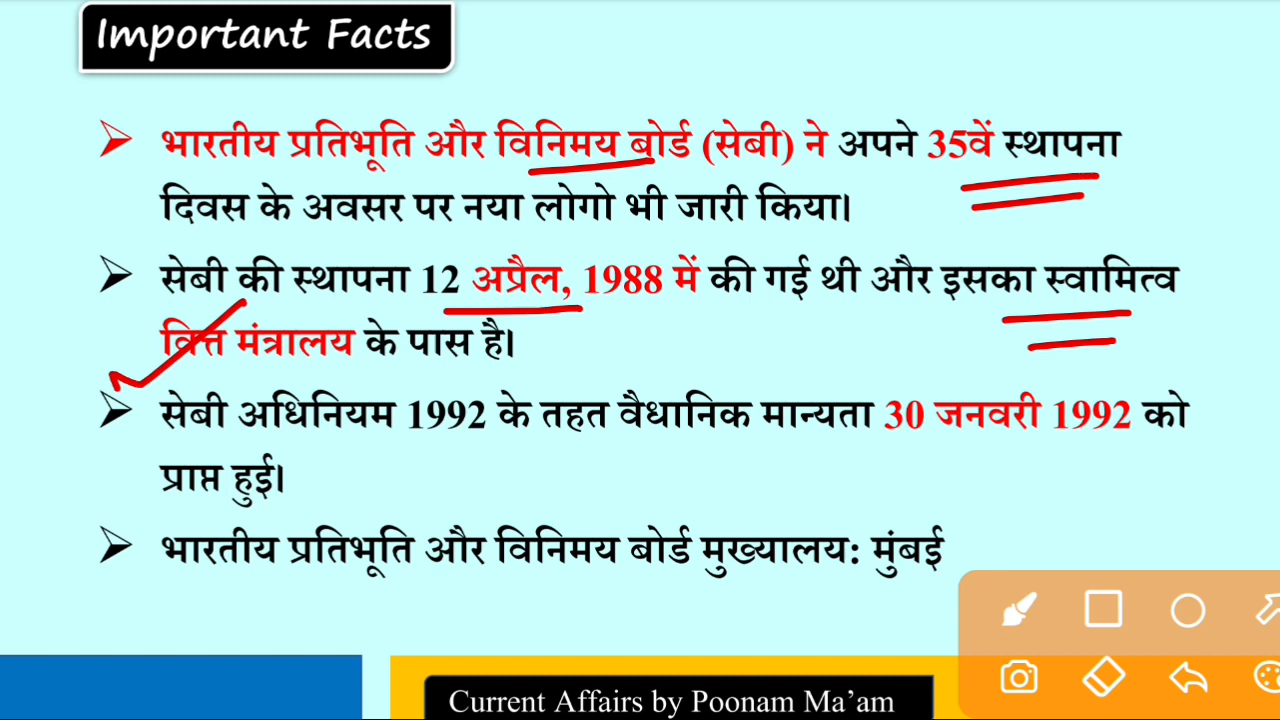 Important Facts
भारतीय प्रतिभूति और विनिमय बोर्ड (सेबी) ने अपने 35वें स्थापना
दिवस के अवसर पर नया लोगो भी जारी किया।
सेबी की स्थापना 12 अप्रैल, 1988 में की गई थी और इसका स्वामित्व
वित्त मंत्रालय के पास है।
सेबी अधिनियम 1992 के तहत वैधानिक मान्यता 30 जनवरी 1992 को
प्राप्त हुई।
भारतीय प्रतिभूति और विनिमय बोर्ड मुख्यालय: मुंबई
Current Affairs by Poonam Ma’am